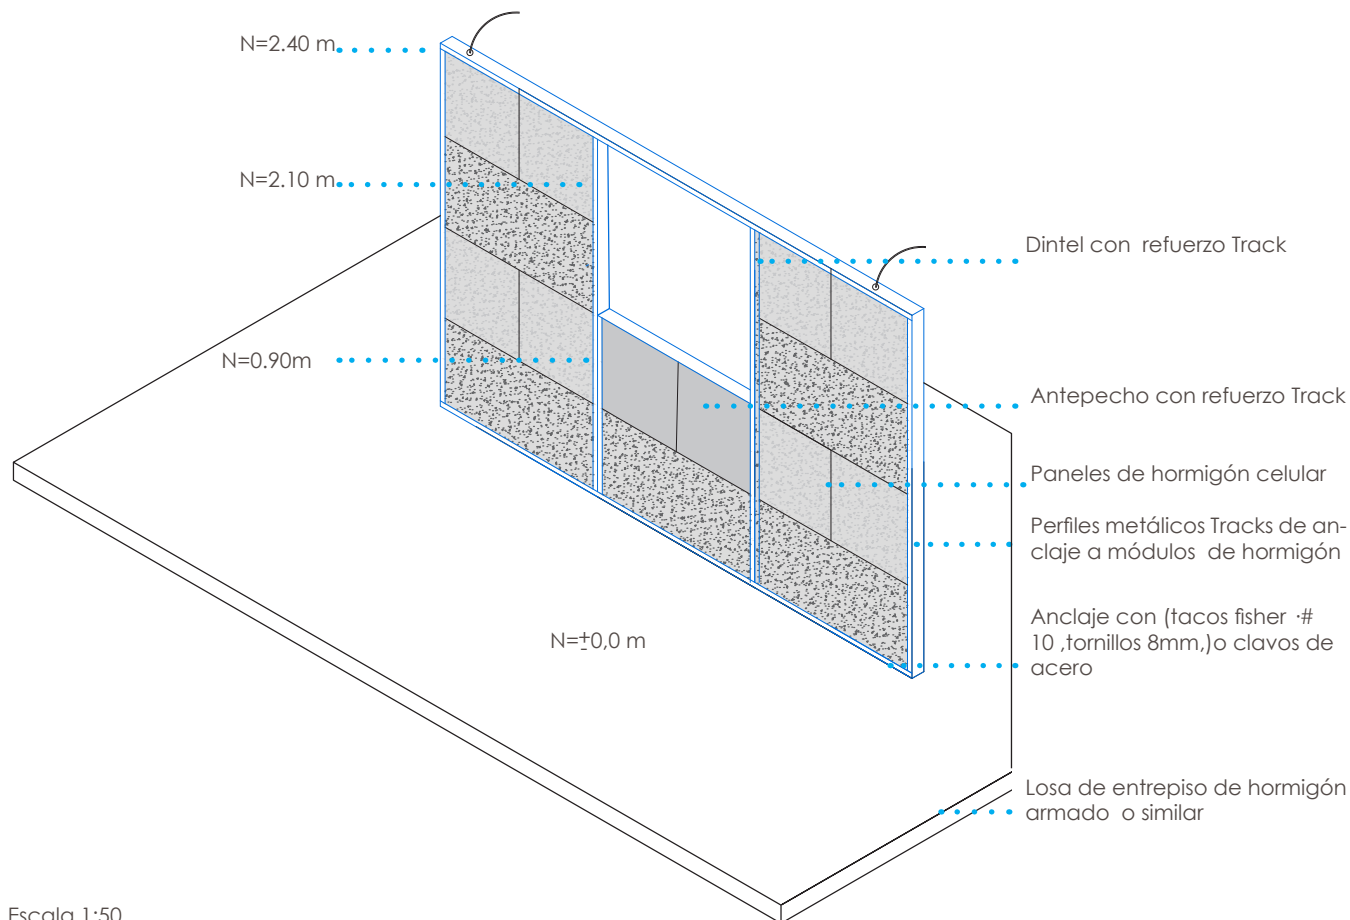 N=2.40 m
N=2.10 m
N=0.90m
N=±0,0 m
Dintel con refuerzo Track
Antepecho con refuerzo Track
Paneles de hormigón celular
Perfiles metálicos Tracks de an-
claje a módulos de hormigón
Anclaje con (tacos fisher ·#
10 ,tornillos 8mm,)o clavos de
acero
Losa de entrepiso de hormigón
armado o similar
Escala 1:50